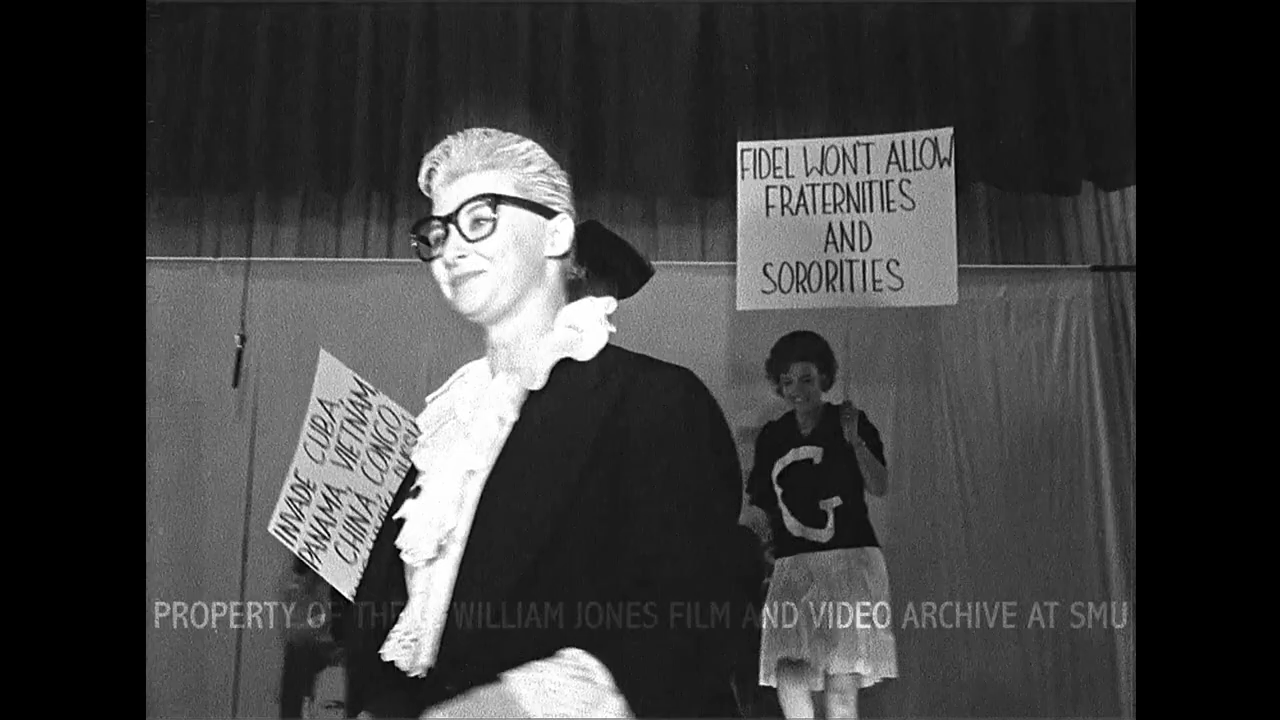 FIDEL WON'T ALLOW
FRATERNITIES
AND
SORORITIES
INVADE CUBA,
PANAMA, VIETNAM
CHINA, CONGO
G
PROPERTY OF THE G. WILLIAM JONES FILM AND VIDEO ARCHIVE AT SMU